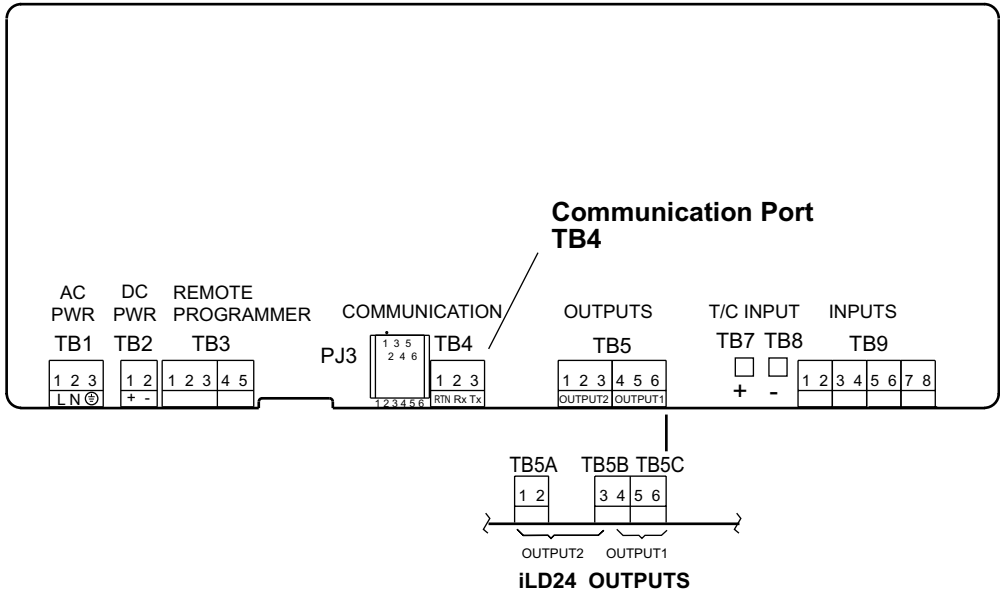 Communication Port
TB4
AC DC REMOTE
PWR PWR PROGRAMMER COMMUNICATION OUTPUTS T/C INPUT INPUTS
TB1 TB2 TB3 PJ3 1 3 5 TB4 TB5 TB7 TB8 TB9
2 4 6
1 2 3 1 2 1 2 3 4 5 1 2 3 1 2 3 4 5 6 + - 1 2 3 4 5 6 7 8
L N + - 1 2 3 4 5 6 RTN Rx Tx OUTPUT2 OUTPUT1
TB5A TB5B TB5C
1 2 3 4 5 6
OUTPUT2 OUTPUT1
iLD24 OUTPUTS